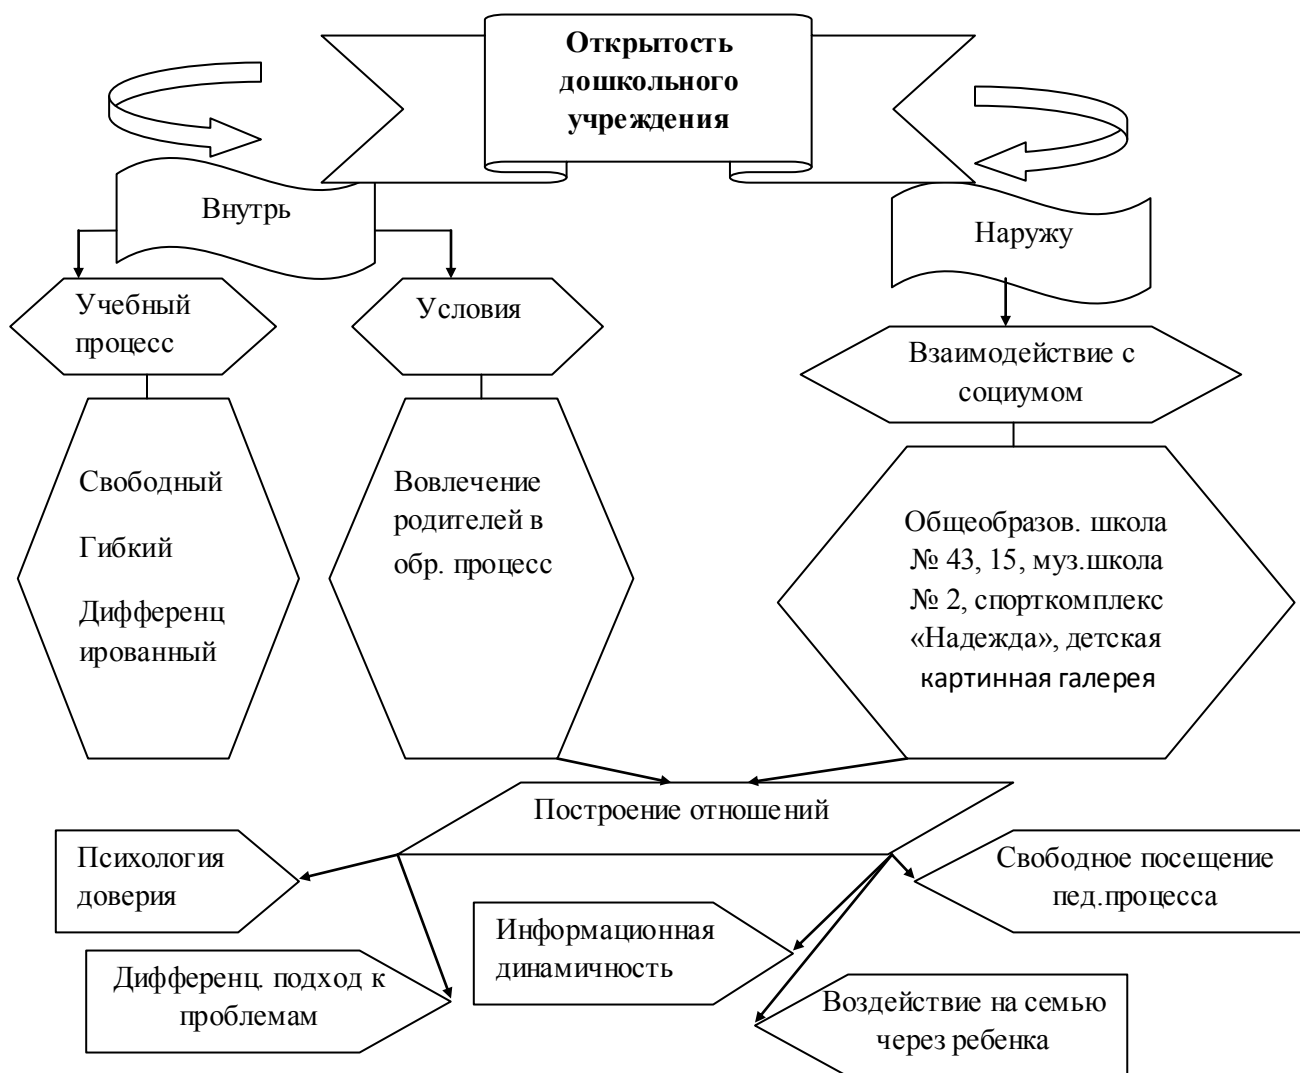 Открытость
дошкольного
учреждения
Внутрь
Наружу
Учебный
процесс
Условия
Взаимодействие с
социумом
Свободный
Гибкий
Дифференц
ированный
Вовлечение
родителей в
обр. процесс
Общеобразов. школа
№ 43, 15, муз.школа
№ 2, спорткомплекс
«Надежда», детская
картинная галерея
Построение отношений
Психология
доверия
Свободное посещение
пед.процесса
Информационная
динамичность
Дифференц. подход к
проблемам
Воздействие на семью
через ребенка